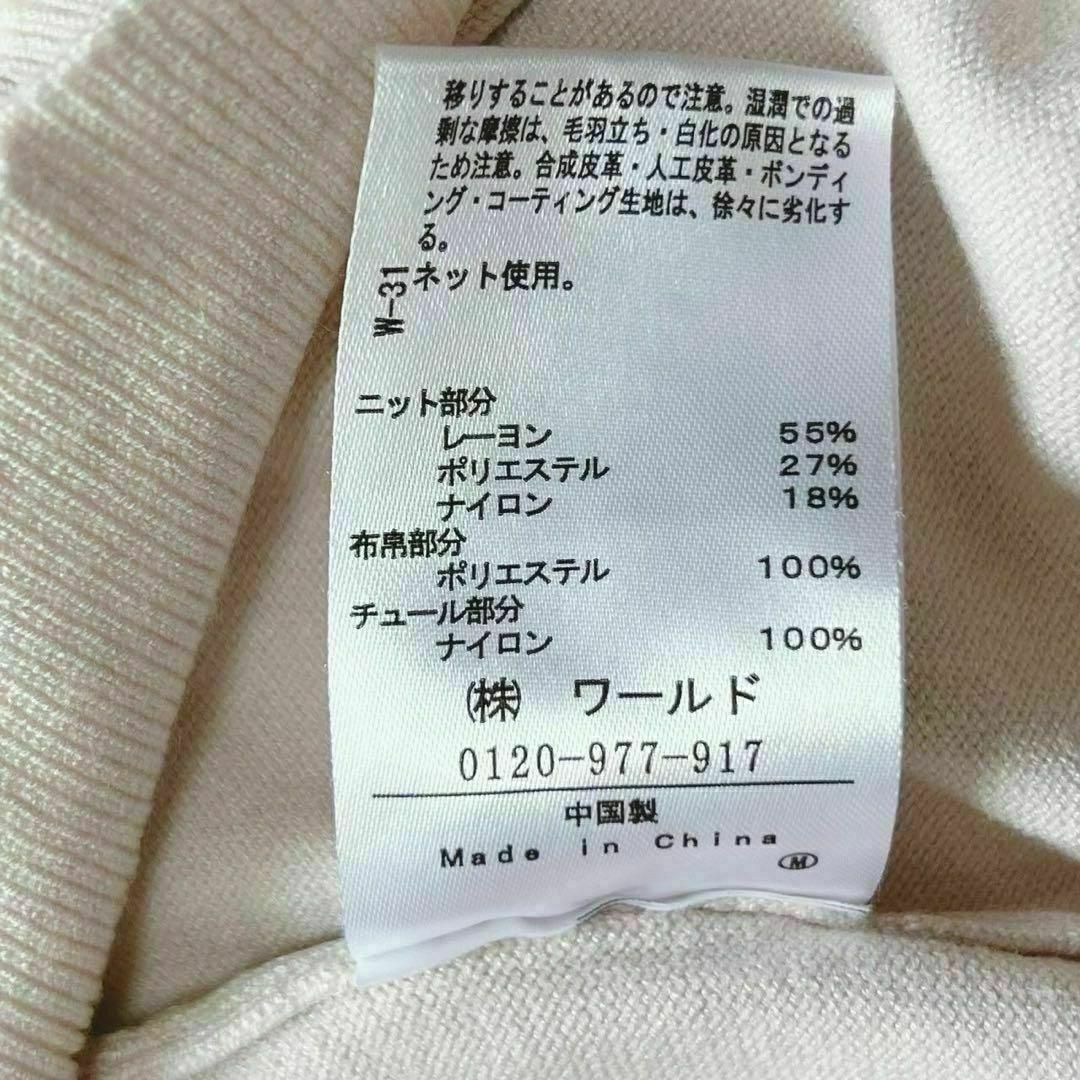 移りすることがあるので注意。湿潤での過
剰な摩擦は、毛羽立ち・白化の原因となる
ため注意。合成皮革・人工皮革・ボンディ
ング・コーティング生地は、徐々に劣化す
る。
W-31
ネット使用。
ニット部分
レーヨン 55%
ポリエステル 27%
ナイロン 18%
布帛部分
ポリエステル 100%
チュール部分
ナイロン 100%
㈱ ワールド
0120-977-917
中国製
Made in China
Ⓜ